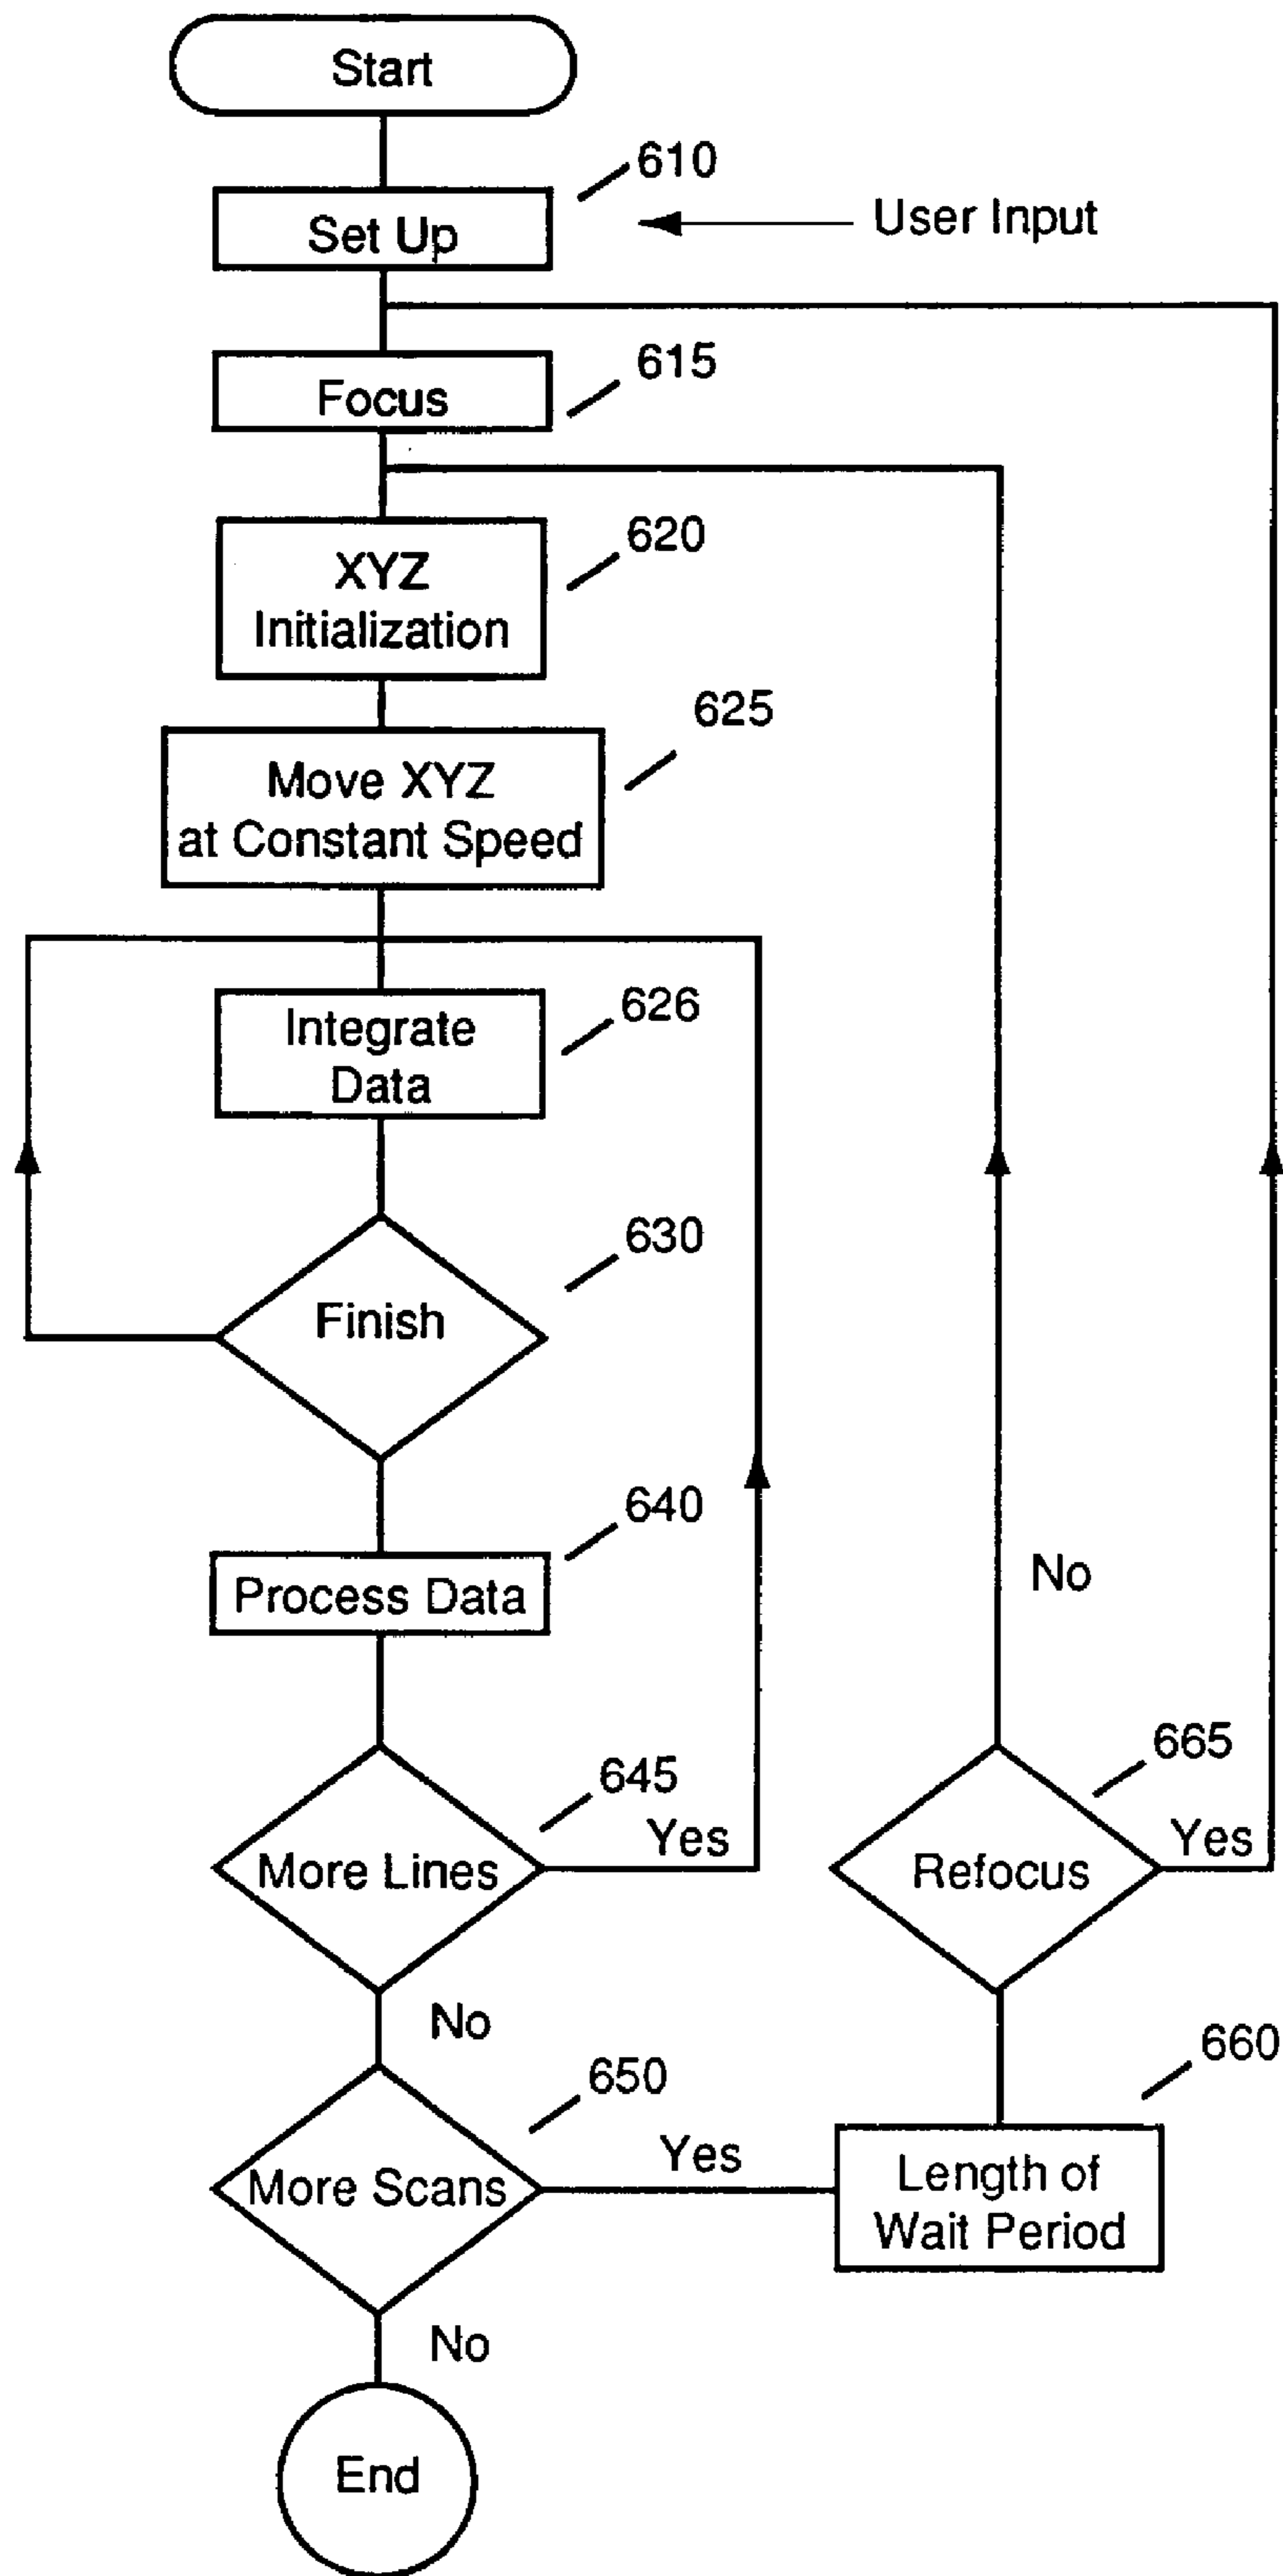 Start
610
Set Up
User Input
615
Focus
620
XYZ
Initialization
625
Move XYZ
at Constant Speed
626
Integrate
Data
630
Finish
640
Process Data
No
645
More Lines
Yes
665
Refocus
Yes
No
650
More Scans
Yes
660
Length of
Wait Period
No
End